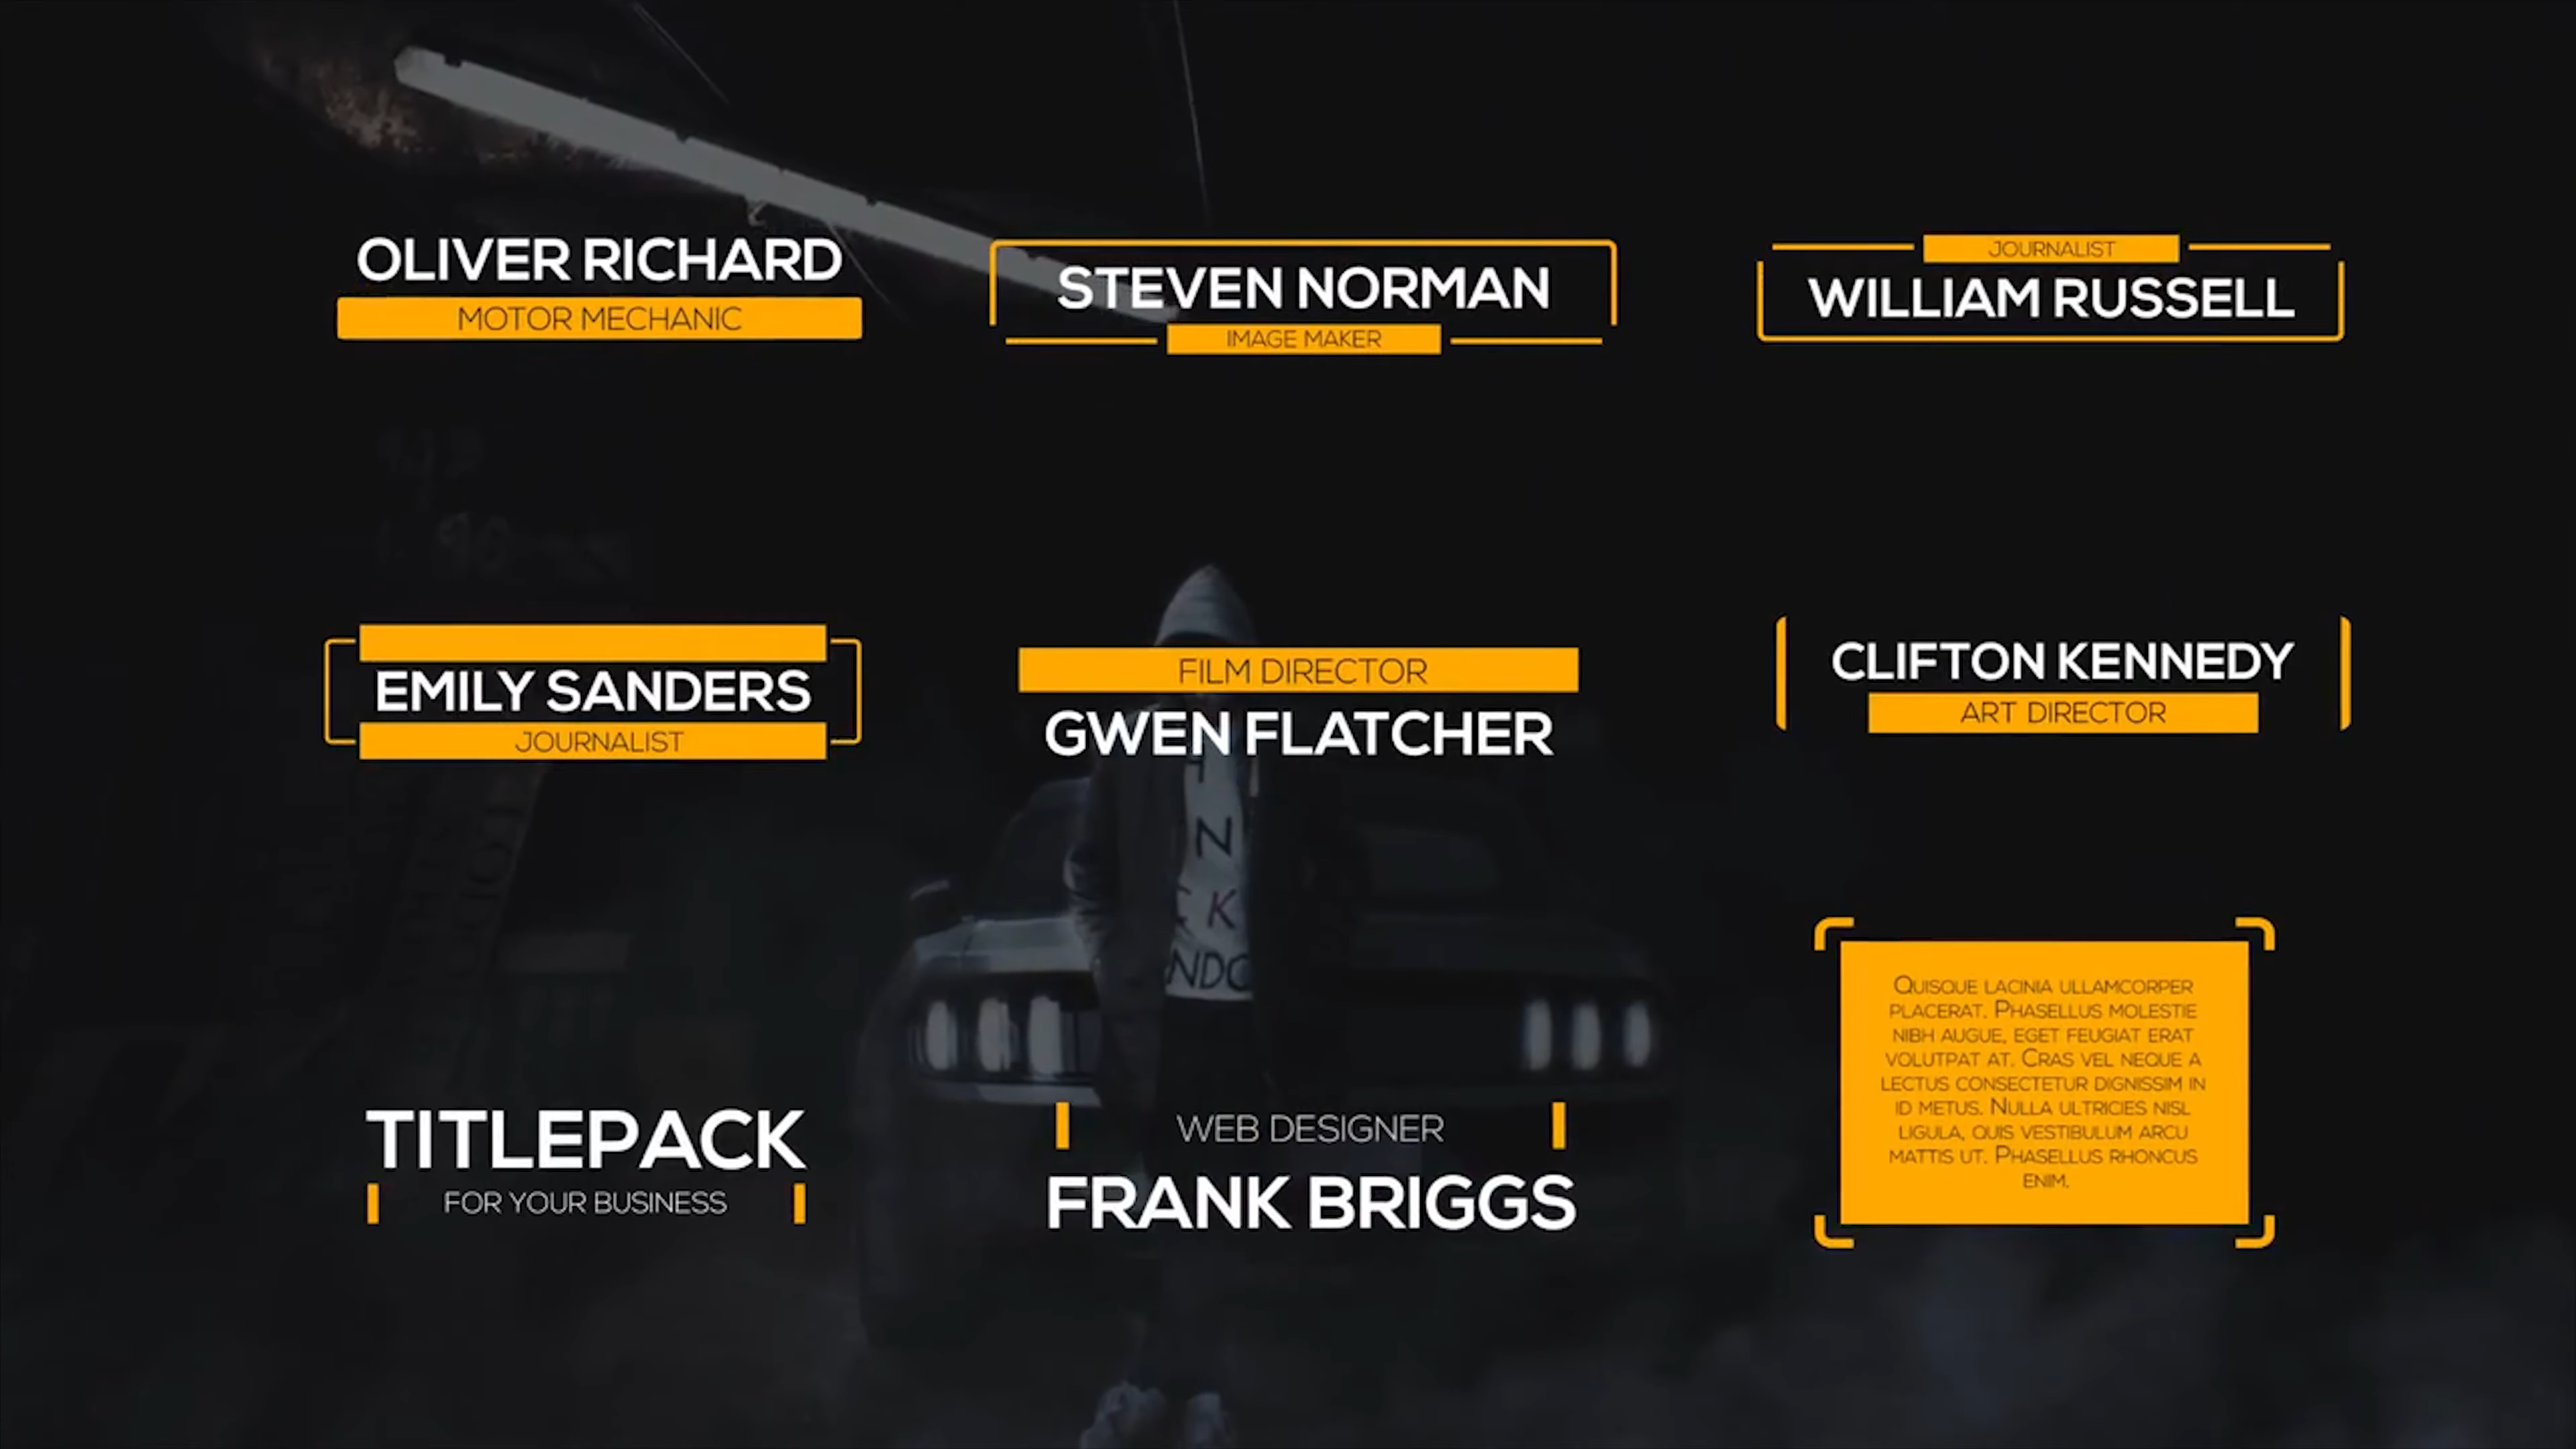 OLIVER RICHARD
MOTOR MECHANIC
STEVEN NORMAN
IMAGE MAKER
JOURNALIST
WILLIAM RUSSELL
EMILY SANDERS
JOURNALIST
FILM DIRECTOR
GWEN FLATCHER
CLIFTON KENNEDY
ART DIRECTOR
N
K
NDO
TITLEPACK
FOR YOUR BUSINESS
WEB DESIGNER
FRANK BRIGGS
QUISQUE LACINIA ULLAMCORPER
PLACERAT. PHASELLUS MOLESTIE
NIBH AUGUE, EGET FEUGIAT ERAT
VOLUTPAT AT. CRAS VEL NEQUE A
LECTUS CONSECTETUR DIGNISSIM IN
ID METUS. NULLA ULTRICIES NISL
LIGULA, QUIS VESTIBULUM ARCU
MATTIS UT. PHASELLUS RHONCUS
ENIM.